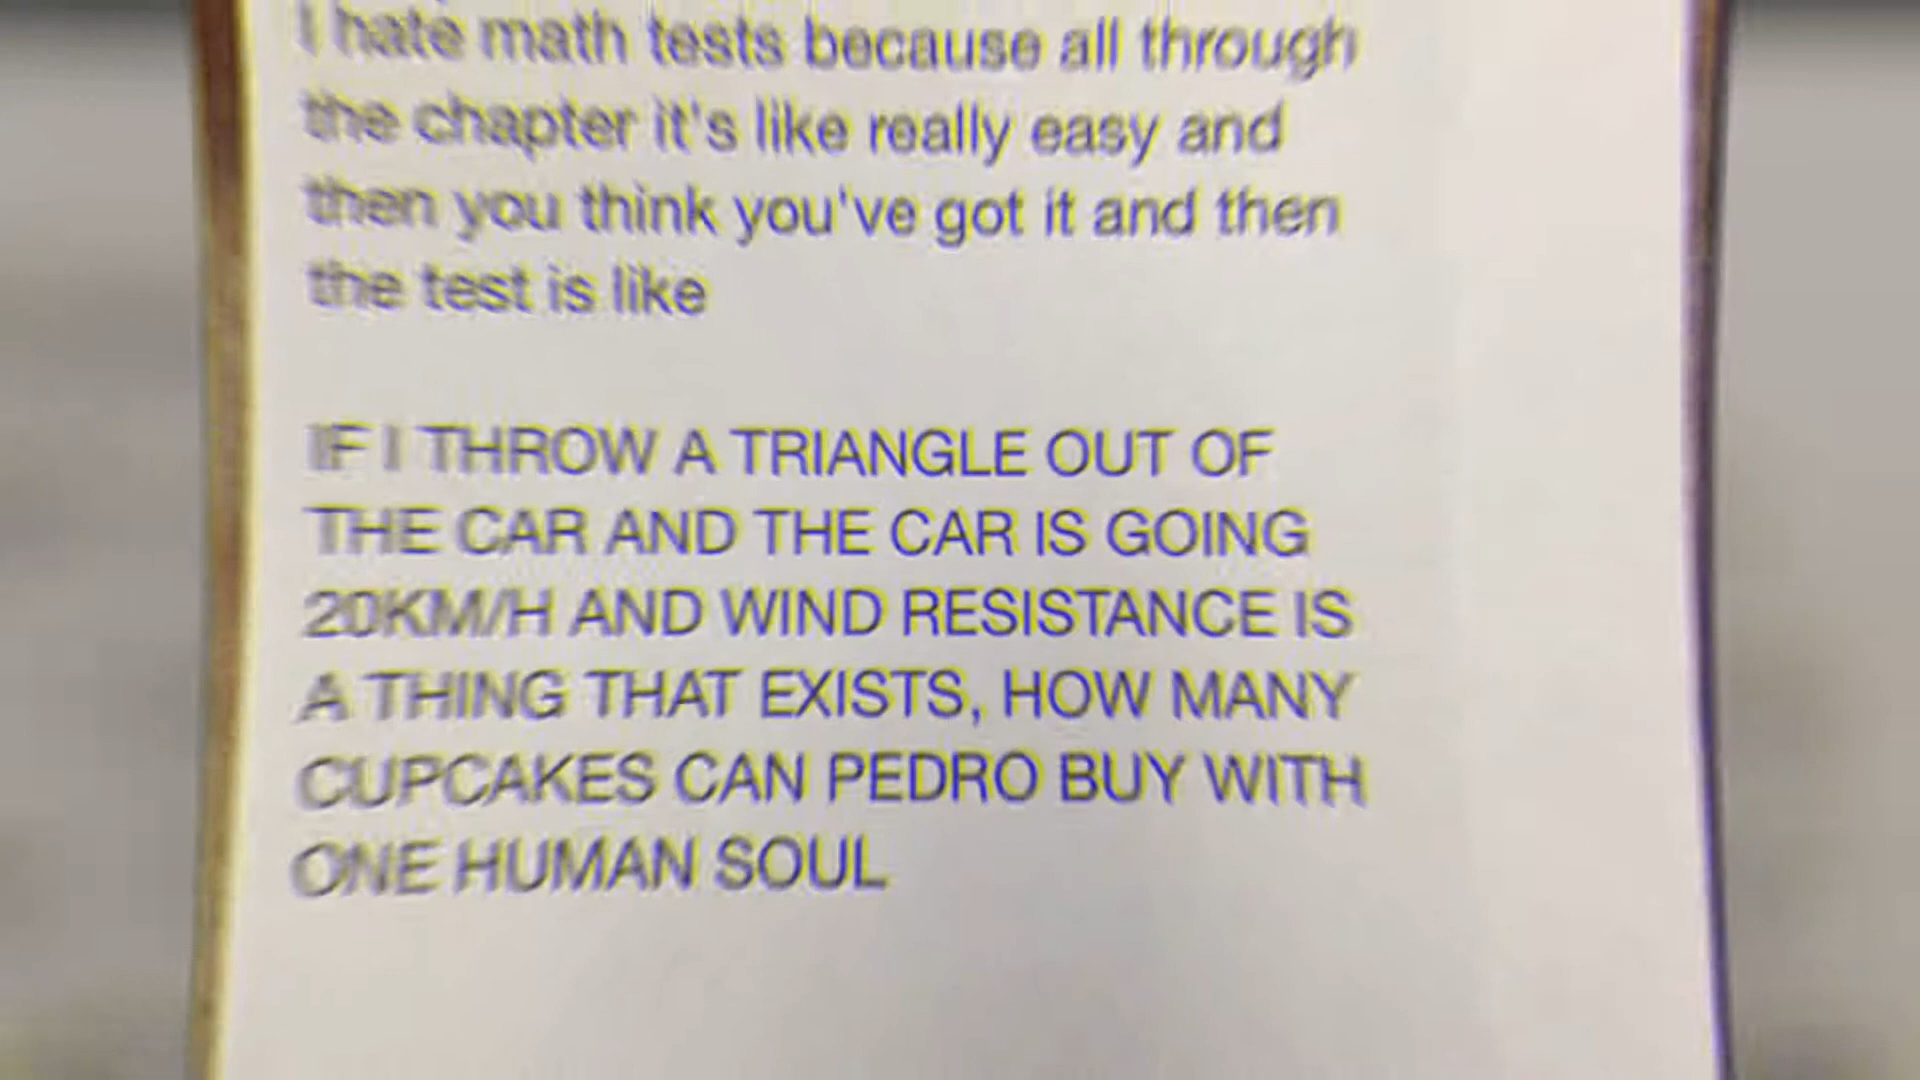 I hate math tests because all through
the chapter it's like really easy and
then you think you've got it and then
the test is like
IF I THROW A TRIANGLE OUT OF
THE CAR AND THE CAR IS GOING
20KM/H AND WIND RESISTANCE IS
A THING THAT EXISTS, HOW MANY
CUPCAKES CAN PEDRO BUY WITH
ONE HUMAN SOUL